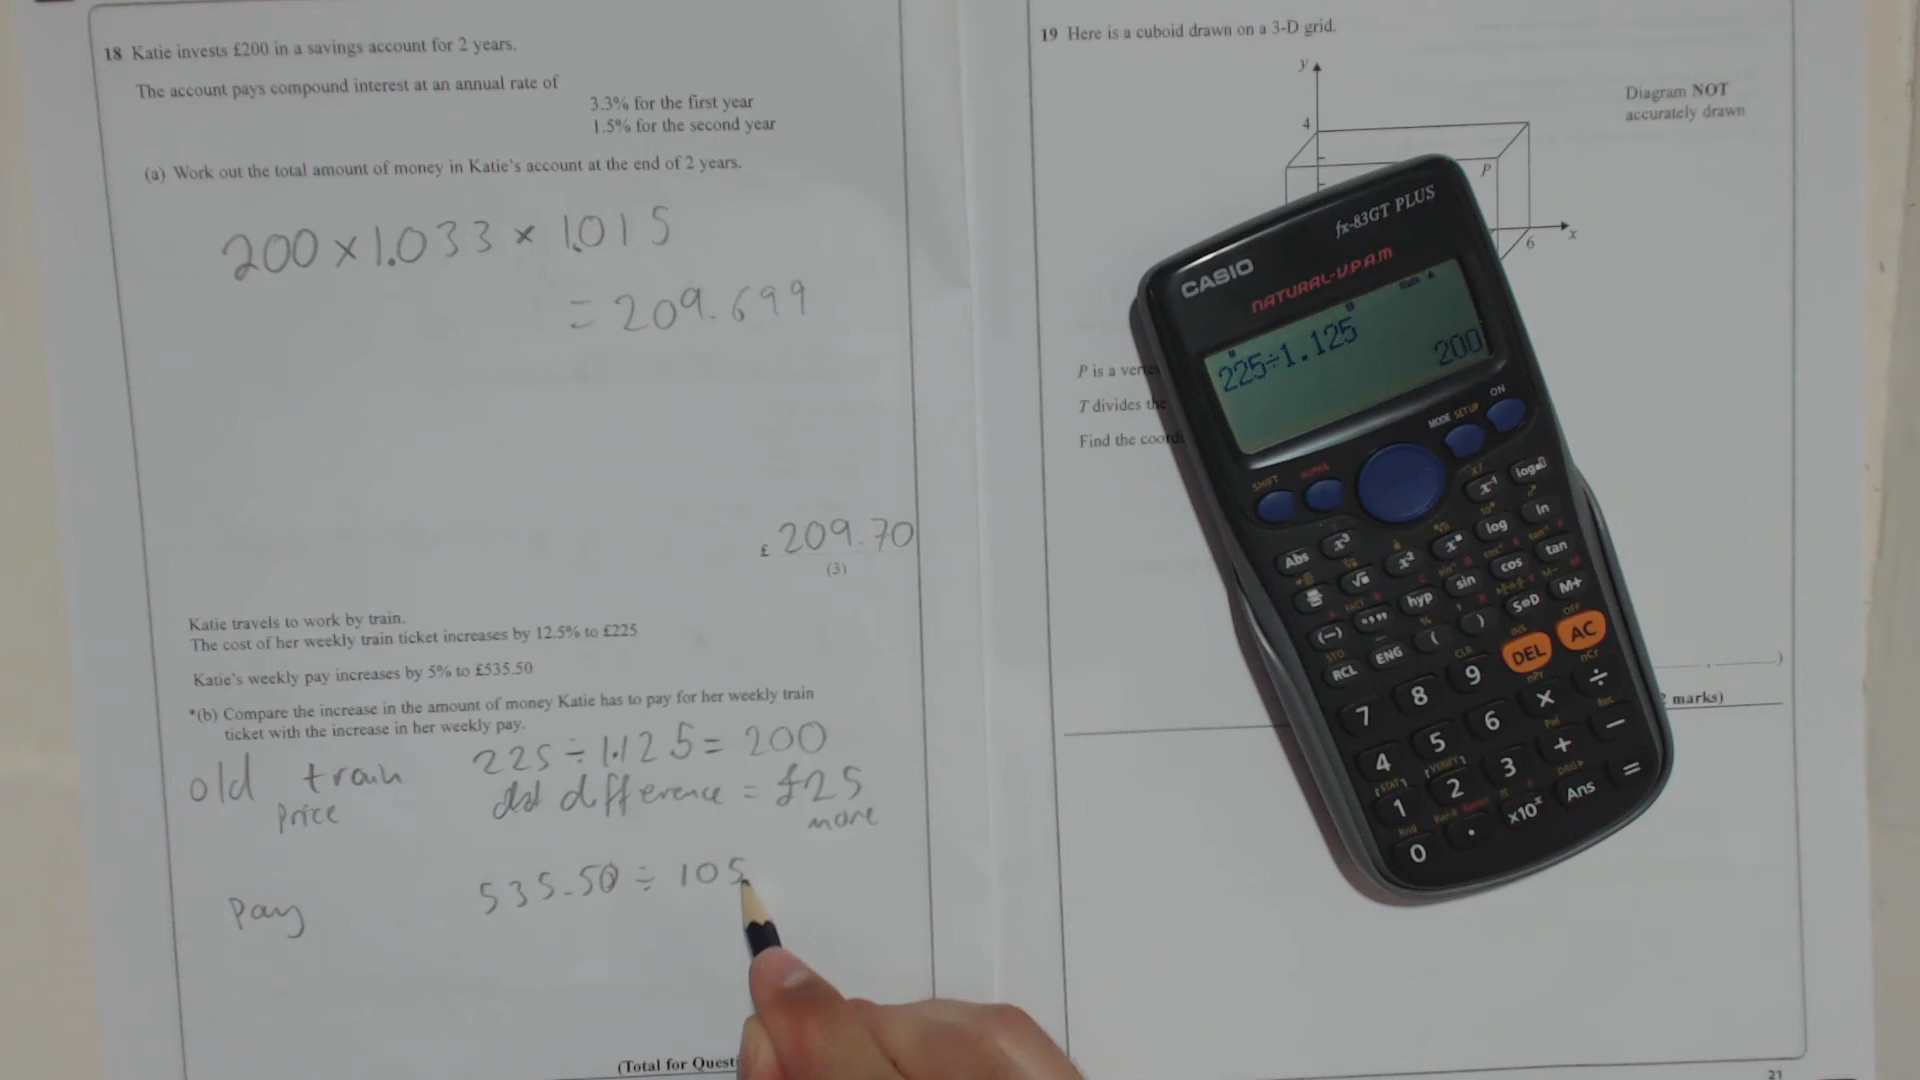 18 Katie invests £200 in a savings account for 2 years.
The account pays compound interest at an annual rate of
3.3% for the first year
1.5% for the second year
(a) Work out the total amount of money in Katie's account at the end of 2 years.
200 × 1.033 × 1.015
= 209.699
£ 209.70
(3)
Katie travels to work by train.
The cost of her weekly train ticket increases by 12.5% to £225
Katie's weekly pay increases by 5% to £535.50
*(b) Compare the increase in the amount of money Katie has to pay for her weekly train
ticket with the increase in her weekly pay.
old train
Price
225 ÷ 1.125 = 200
difference = £25
more
Pay
535.50 ÷ 105
(Total for Questi
19 Here is a cuboid drawn on a 3-D grid.
Diagram NOT
accurately drawn
y
4
P
6
x
P is a verte
T divides the
Find the coord
)
2 marks)
21
CASIO
fx-83GT PLUS
NATURAL-V.P.A.M.
225÷1.125
200
SHIFT
ALPHA
MODE SETUP
ON
Abs
x³
x⁻¹
log
√
x²
x
log
ln
(−)
hyp
sin
cos
tan
RCL
ENG
(
)
S⇔D
M+
7
8
9
DEL
AC
4
5
6
×
÷
1
2
3
+
−
0
.
×10ˣ
Ans
=